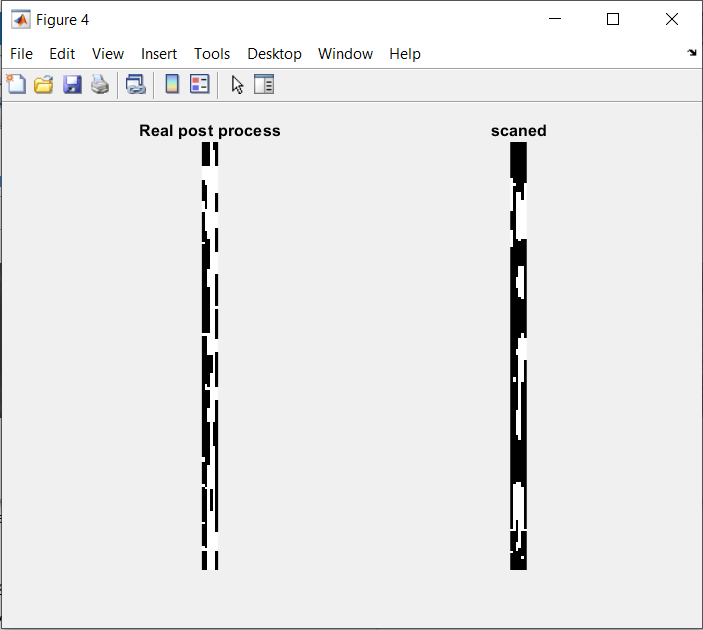 Figure 4
File Edit View Insert Tools Desktop Window Help
Real post process
scaned